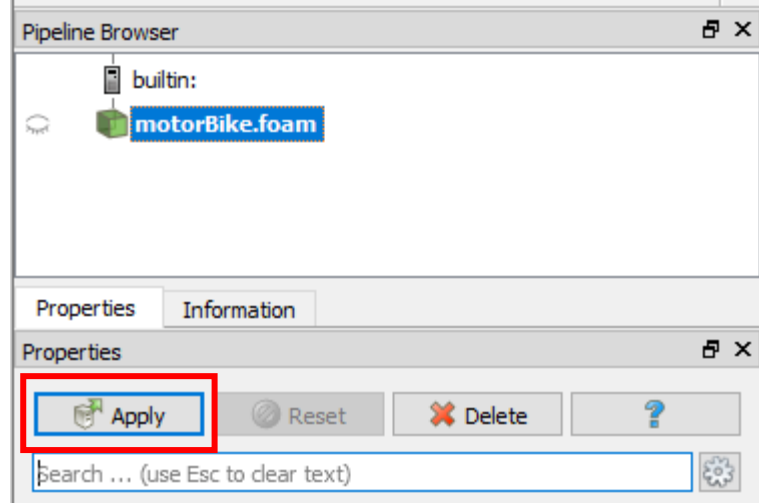 Pipeline Browser
builtin:
motorBike.foam
Properties Information
Properties
Apply Reset Delete ?
Search ... (use Esc to clear text)